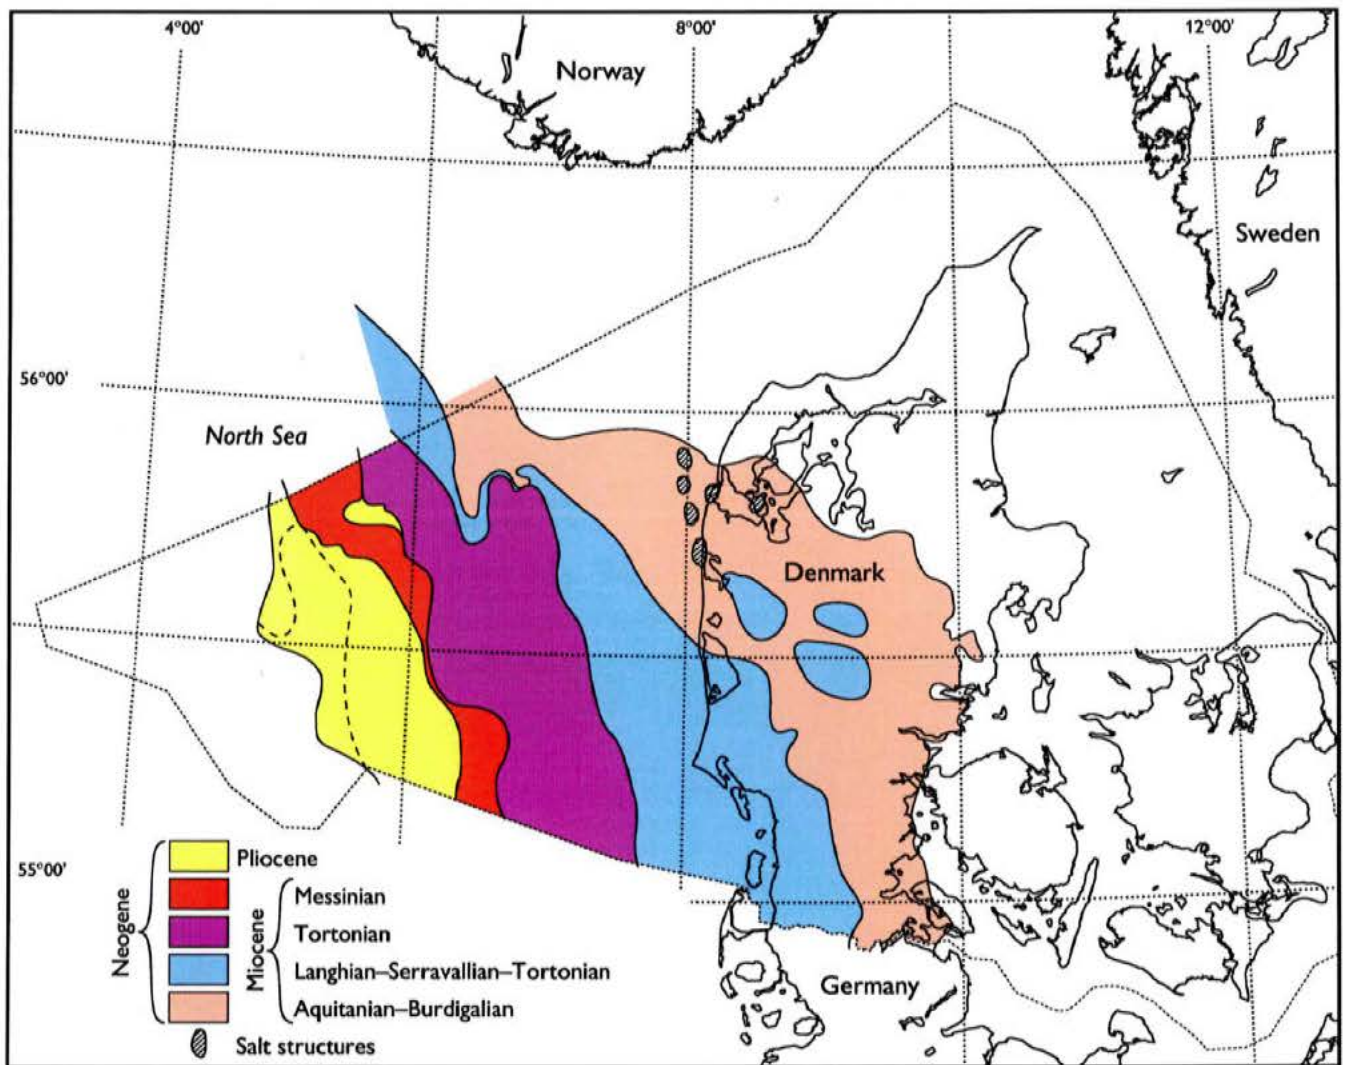 4°00'
8°00'
12°00'
Norway
Sweden
56°00'
North Sea
Denmark
55°00'
Pliocene
Messinian
Tortonian
Langhian–Serravallian–Tortonian
Aquitanian–Burdigalian
Neogene
Miocene
Salt structures
Germany